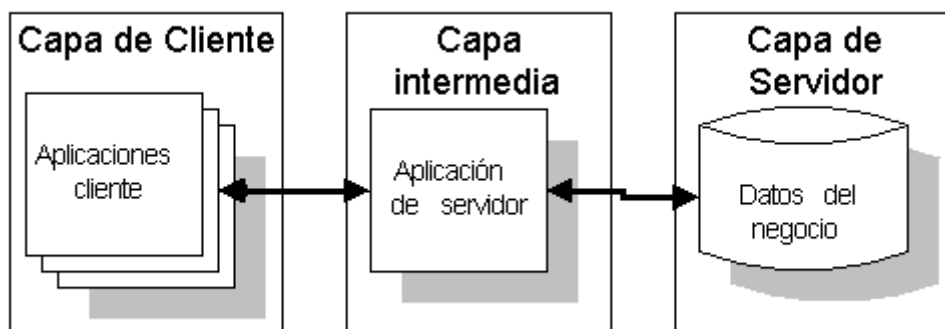 Capa de Cliente
Aplicaciones
cliente
Capa
intermedia
Aplicación
de servidor
Capa de
Servidor
Datos del
negocio